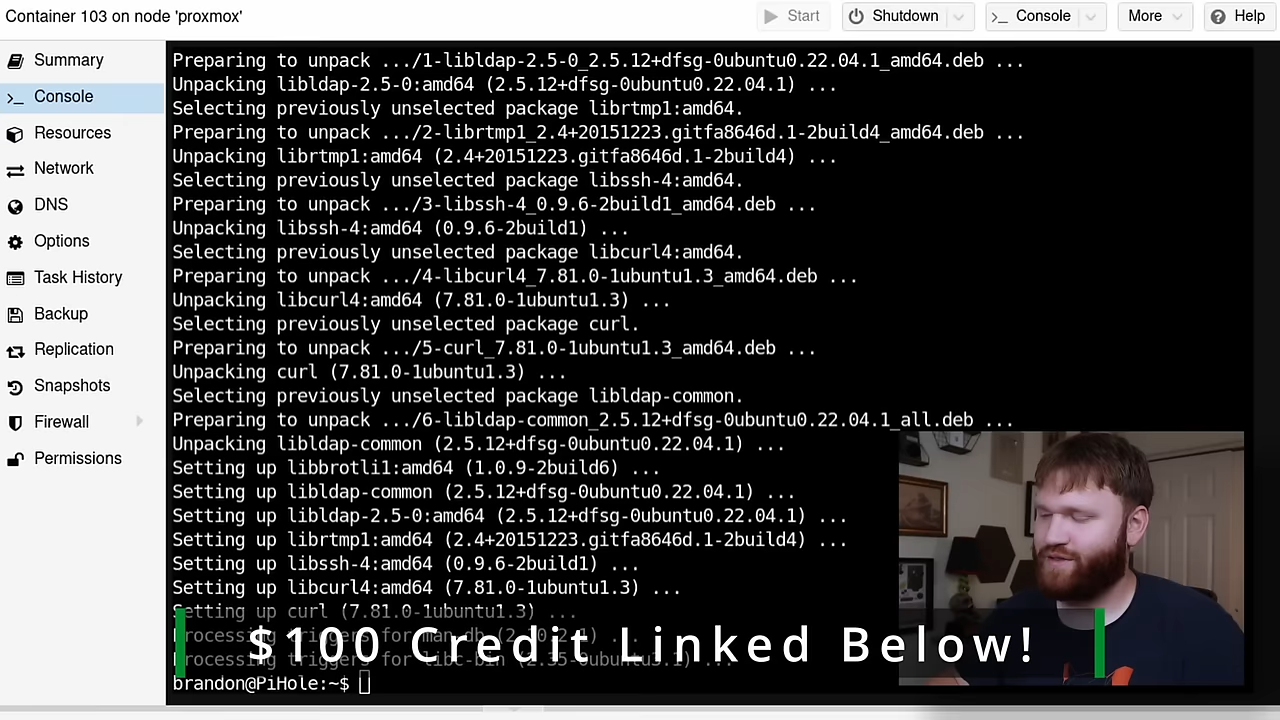 Container 103 on node 'proxmox'
Start
Shutdown
Console
More
Help
Summary
Console
Resources
Network
DNS
Options
Task History
Backup
Replication
Snapshots
Firewall
Permissions
Preparing to unpack .../1-libldap-2.5-0_2.5.12+dfsg-0ubuntu0.22.04.1_amd64.deb ...
Unpacking libldap-2.5-0:amd64 (2.5.12+dfsg-0ubuntu0.22.04.1) ...
Selecting previously unselected package librtmp1:amd64.
Preparing to unpack .../2-librtmp1_2.4+20151223.gitfa8646d.1-2build4_amd64.deb ...
Unpacking librtmp1:amd64 (2.4+20151223.gitfa8646d.1-2build4) ...
Selecting previously unselected package libssh-4:amd64.
Preparing to unpack .../3-libssh-4_0.9.6-2build1_amd64.deb ...
Unpacking libssh-4:amd64 (0.9.6-2build1) ...
Selecting previously unselected package libcurl4:amd64.
Preparing to unpack .../4-libcurl4_7.81.0-1ubuntu1.3_amd64.deb ...
Unpacking libcurl4:amd64 (7.81.0-1ubuntu1.3) ...
Selecting previously unselected package curl.
Preparing to unpack .../5-curl_7.81.0-1ubuntu1.3_amd64.deb ...
Unpacking curl (7.81.0-1ubuntu1.3) ...
Selecting previously unselected package libldap-common.
Preparing to unpack .../6-libldap-common_2.5.12+dfsg-0ubuntu0.22.04.1_all.deb ...
Unpacking libldap-common (2.5.12+dfsg-0ubuntu0.22.04.1) ...
Setting up libbrotli1:amd64 (1.0.9-2build6) ...
Setting up libldap-common (2.5.12+dfsg-0ubuntu0.22.04.1) ...
Setting up libldap-2.5-0:amd64 (2.5.12+dfsg-0ubuntu0.22.04.1) ...
Setting up librtmp1:amd64 (2.4+20151223.gitfa8646d.1-2build4) ...
Setting up libssh-4:amd64 (0.9.6-2build1) ...
Setting up libcurl4:amd64 (7.81.0-1ubuntu1.3) ...
Setting up curl (7.81.0-1ubuntu1.3) ...
Processing triggers for man-db
Processing triggers for libc-bin
$100 Credit Linked Below!
brandon@PiHole:~$